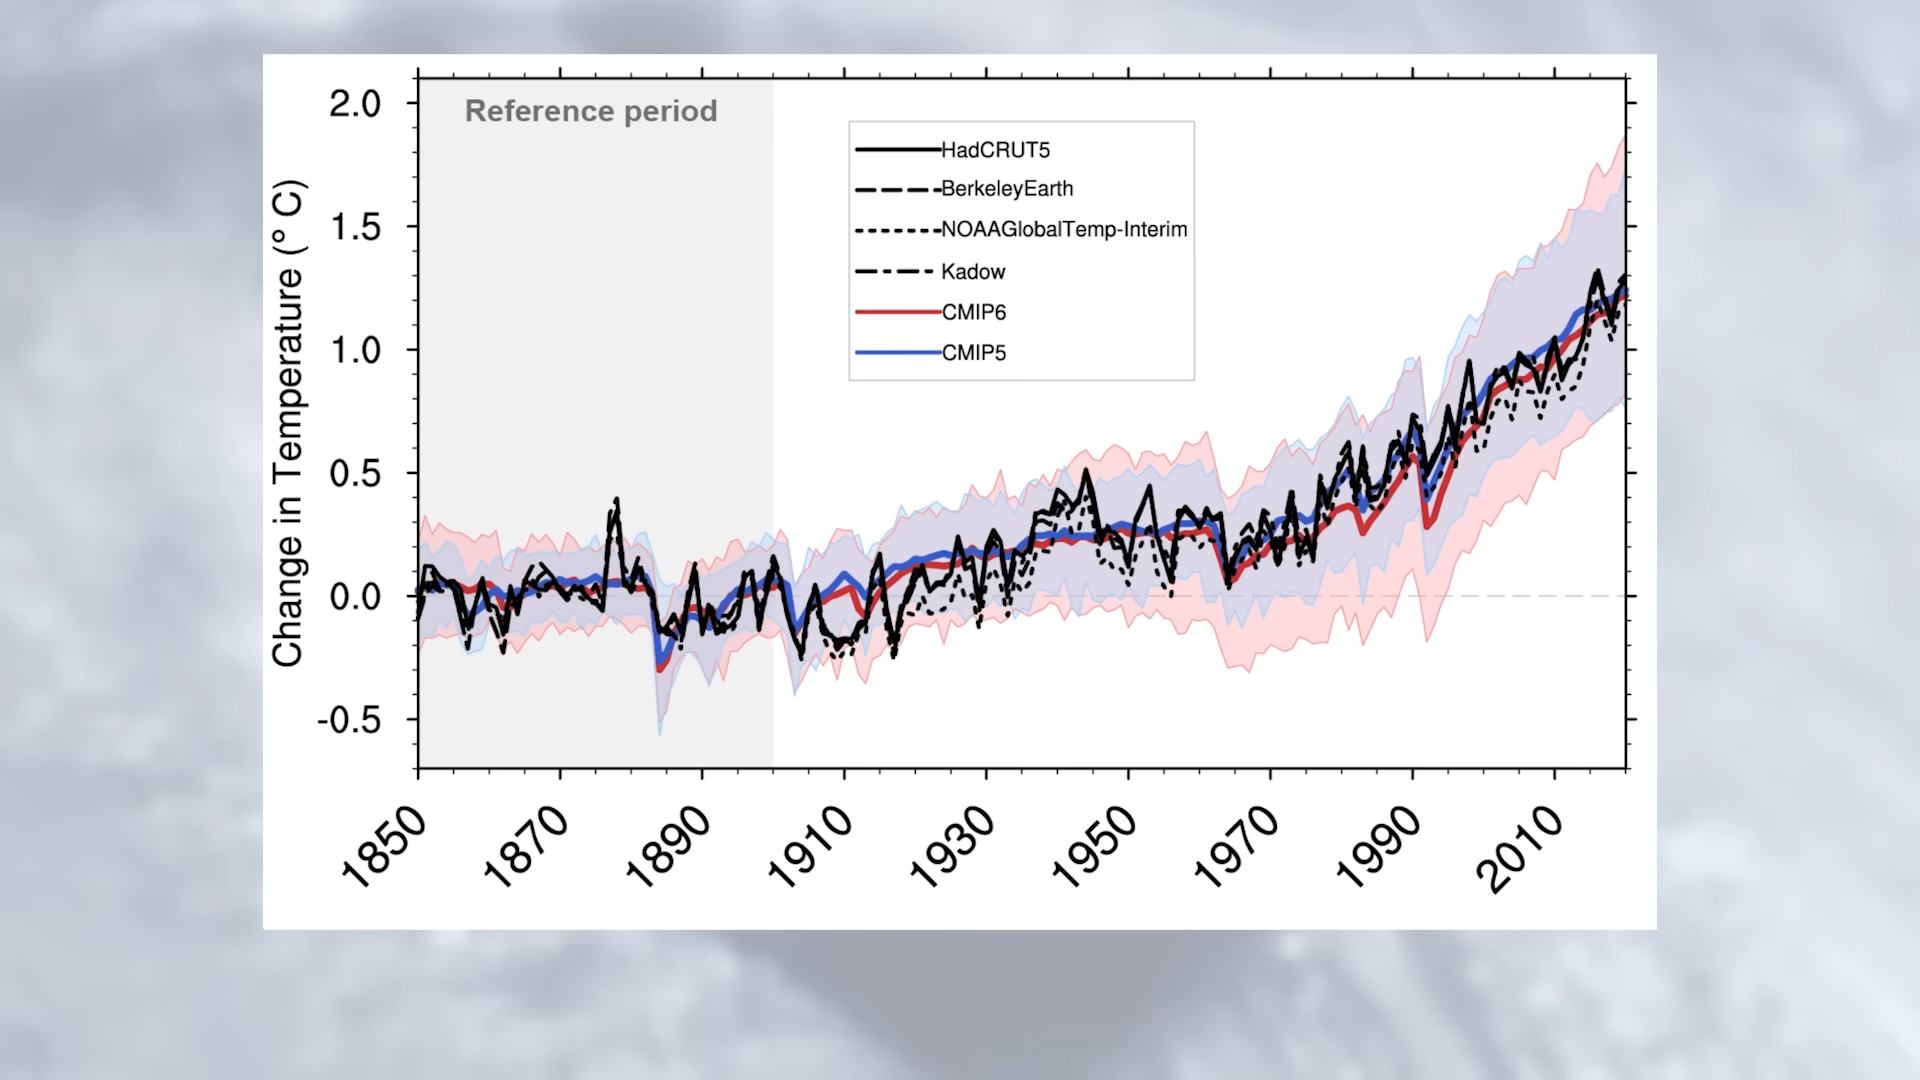 Reference period
2.0
1.5
1.0
0.5
0.0
-0.5
Change in Temperature (° C)
HadCRUT5
BerkeleyEarth
NOAAGlobalTemp-Interim
Kadow
CMIP6
CMIP5
1850
1870
1890
1910
1930
1950
1970
1990
2010